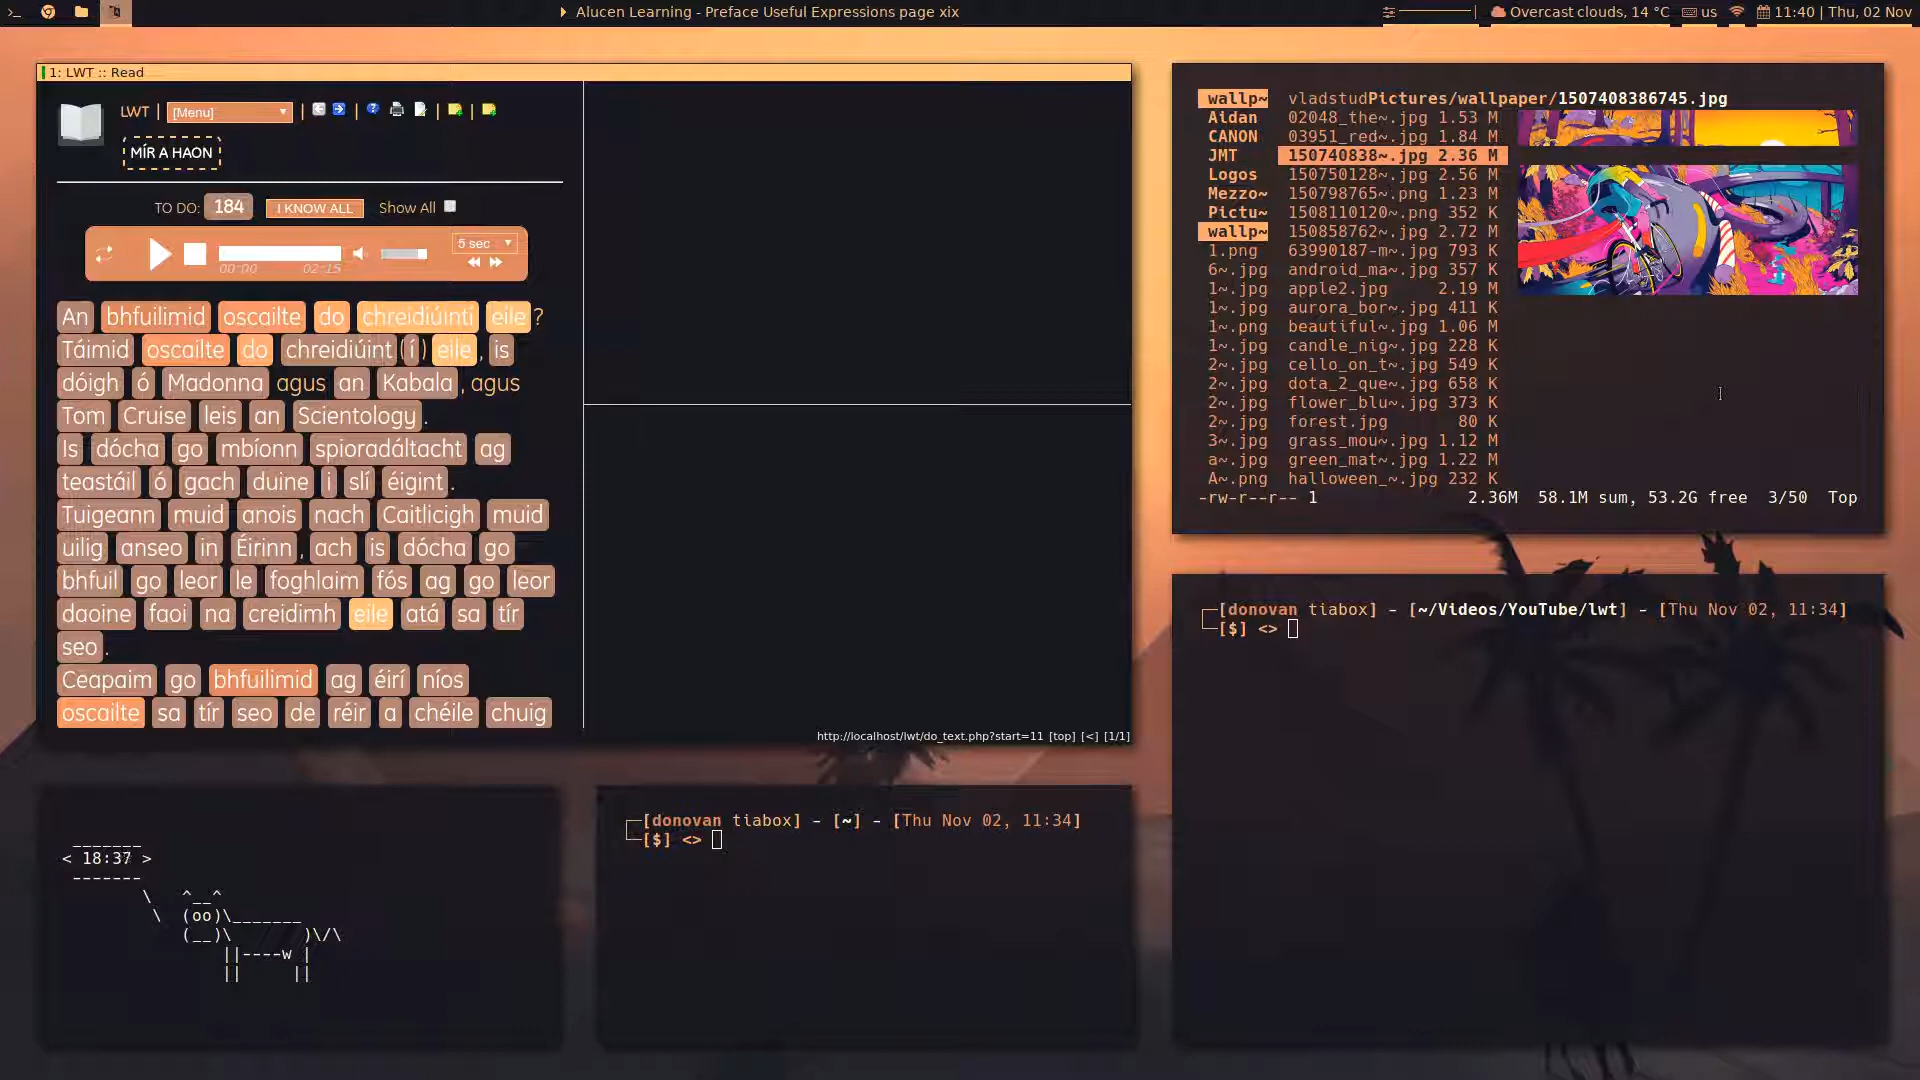 >_
Alucen Learning - Preface Useful Expressions page xix
Overcast clouds, 14 °C
us
11:40 | Thu, 02 Nov
1: LWT :: Read
LWT | [Menu]
MÍR A HAON
TO DO: 184 I KNOW ALL Show All
5 sec
00:00 02:15
An bhfuilimid oscailte do chreidiúintí eile?
Táimid oscailte do chreidiúint(í) eile, is
dóigh ó Madonna agus an Kabala, agus
Tom Cruise leis an Scientology.
Is dócha go mbíonn spioradáltacht ag
teastáil ó gach duine i slí éigint.
Tuigeann muid anois nach Caitlicigh muid
uilig anseo in Éirinn, ach is dócha go
bhfuil go leor le foghlaim fós ag go leor
daoine faoi na creidimh eile atá sa tír
seo.
Ceapaim go bhfuilimid ag éirí níos
oscailte sa tír seo de réir a chéile chuig
http://localhost/lwt/do_text.php?start=11 [top] [<] [1/1]
wallp~ vladstudPictures/wallpaper/1507408386745.jpg
Aidan 02048_the~.jpg 1.53 M
CANON 03951_red~.jpg 1.84 M
JMT 150740838~.jpg 2.36 M
Logos 150750128~.jpg 2.56 M
Mezzo~ 150798765~.png 1.23 M
Pictu~ 1508110120~.png 352 K
wallp~ 150858762~.jpg 2.72 M
1.png 63990187-m~.jpg 793 K
6~.jpg android_ma~.jpg 357 K
1~.jpg apple2.jpg 2.19 M
1~.jpg aurora_bor~.jpg 411 K
1~.png beautiful~.jpg 1.06 M
1~.jpg candle_nig~.jpg 228 K
2~.jpg cello_on_t~.jpg 549 K
2~.jpg dota_2_que~.jpg 658 K
2~.jpg flower_blu~.jpg 373 K
2~.jpg forest.jpg 80 K
3~.jpg grass_mou~.jpg 1.12 M
a~.jpg green_mat~.jpg 1.22 M
A~.png halloween_~.jpg 232 K
-rw-r--r-- 1 2.36M 58.1M sum, 53.2G free 3/50 Top
[donovan tiabox] - [~/Videos/YouTube/lwt] - [Thu Nov 02, 11:34]
[$] <>
< 18:37 >
-------
\ ^__^
\ (oo)\_______
(__)\ )\/\
||----w |
|| ||
[donovan tiabox] - [~] - [Thu Nov 02, 11:34]
[$] <>